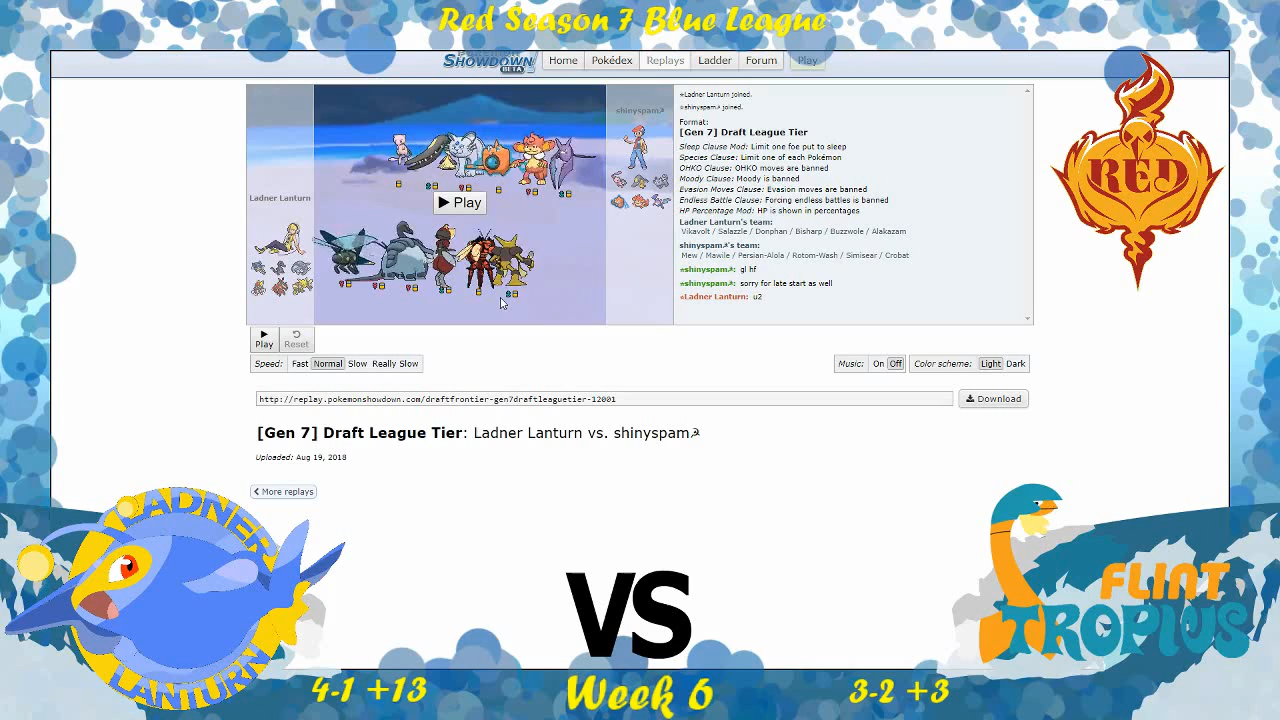 Red Season 7 Blue League
POKÉMON
SHOWDOWN
BETA
Home Pokédex Replays Ladder Forum Play
shinyspam☭
Ladner Lanturn
▶ Play
☆Ladner Lanturn joined.
☆shinyspam☭ joined.
Format:
[Gen 7] Draft League Tier
Sleep Clause Mod: Limit one foe put to sleep
Species Clause: Limit one of each Pokémon
OHKO Clause: OHKO moves are banned
Moody Clause: Moody is banned
Evasion Moves Clause: Evasion moves are banned
Endless Battle Clause: Forcing endless battles is banned
HP Percentage Mod: HP is shown in percentages
Ladner Lanturn's team:
Vikavolt / Salazzle / Donphan / Bisharp / Buzzwole / Alakazam
shinyspam☭'s team:
Mew / Mawile / Persian-Alola / Rotom-Wash / Simisear / Crobat
☆shinyspam☭: gl hf
☆shinyspam☭: sorry for late start as well
☆Ladner Lanturn: u2
Play Reset
Speed: Fast Normal Slow Really Slow
Music: On Off Color scheme: Light Dark
http://replay.pokemonshowdown.com/draftfrontier-gen7draftleaguetier-12001
Download
[Gen 7] Draft League Tier: Ladner Lanturn vs. shinyspam☭
Uploaded: Aug 19, 2018
More replays
RED
LADNER
LANTURN
VS
FLINT
TROPIUS
4-1 +13
Week 6
3-2 +3